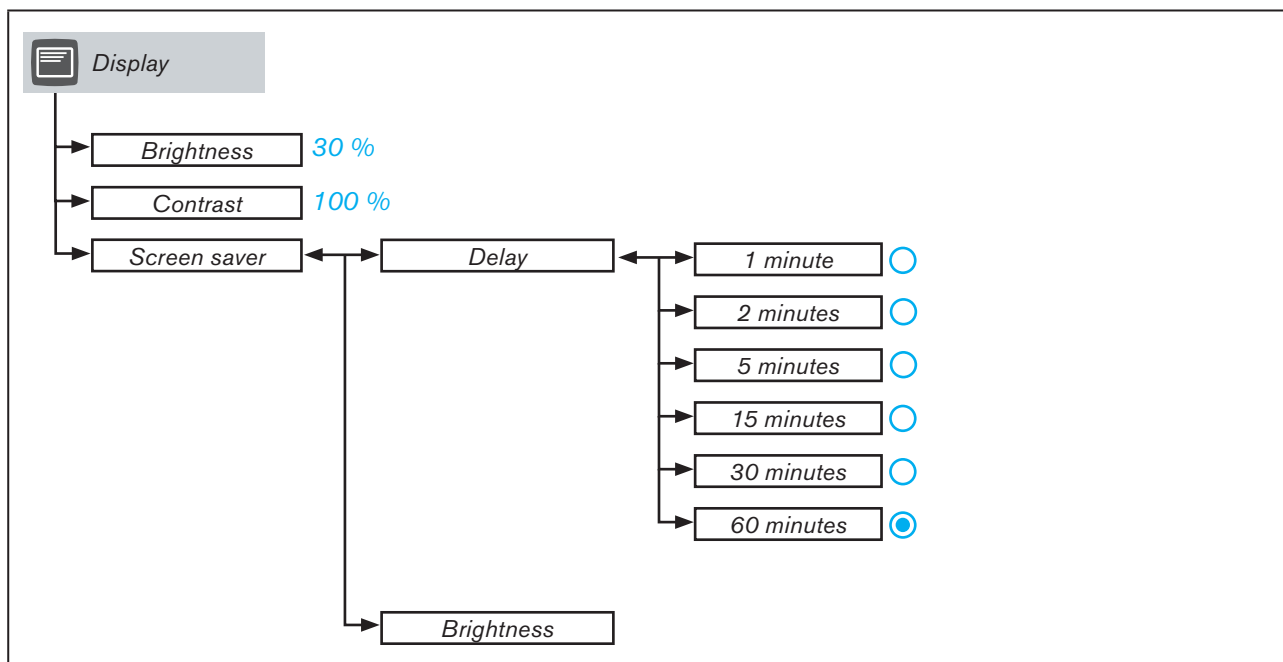 Display
Brightness 30 %
Contrast 100 %
Screen saver Delay 1 minute
2 minutes
5 minutes
15 minutes
30 minutes
60 minutes
Brightness